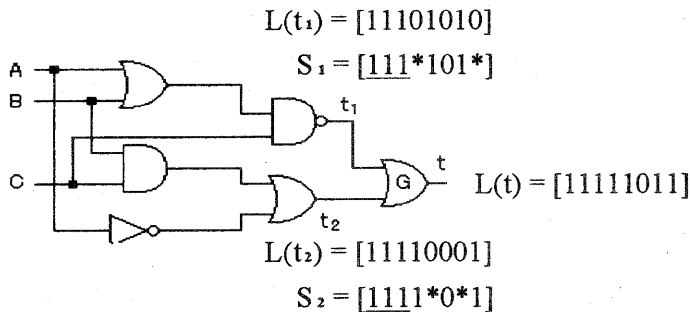 L(t₁) = [11101010]
S₁ = [111*101*]
A
B
t₁
C
G
t
L(t) = [11111011]
t₂
L(t₂) = [11110001]
S₂ = [1111*0*1]